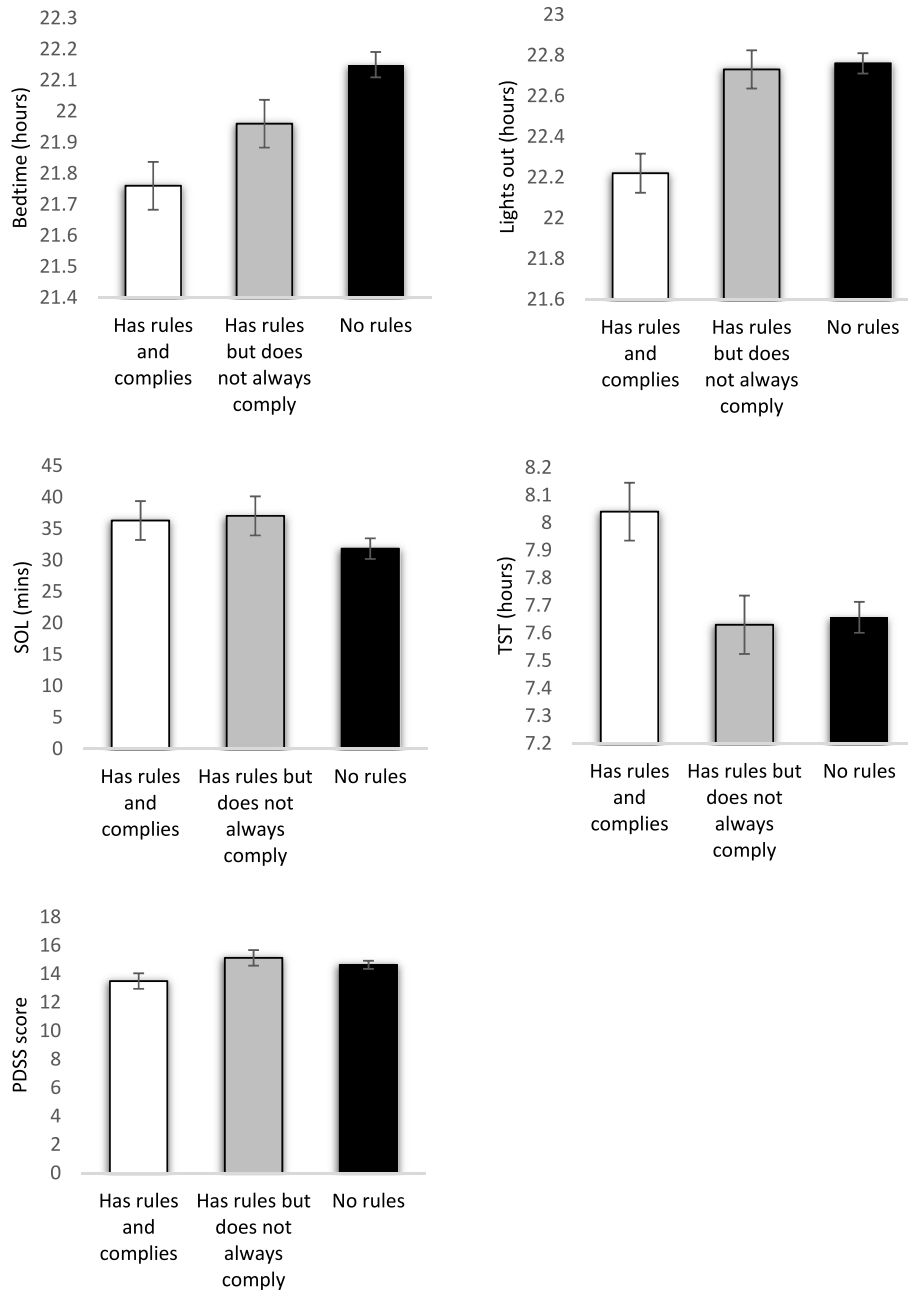 22.3
22.2
22.1
22
21.9
21.8
21.7
21.6
21.5
21.4
Bedtime (hours)
Has rules
and
complies
Has rules
but does
not always
comply
No rules
23
22.8
22.6
22.4
22.2
22
21.8
21.6
Lights out (hours)
Has rules
and
complies
Has rules
but does
not always
comply
No rules
45
40
35
30
25
20
15
10
5
0
SOL (mins)
Has rules
and
complies
Has rules but
does not
always
comply
No rules
8.2
8.1
8
7.9
7.8
7.7
7.6
7.5
7.4
7.3
7.2
TST (hours)
Has rules
and
complies
Has rules but
does not
always
comply
No rules
18
16
14
12
10
8
6
4
2
0
PDSS score
Has rules
and
complies
Has rules but
does not
always
comply
No rules